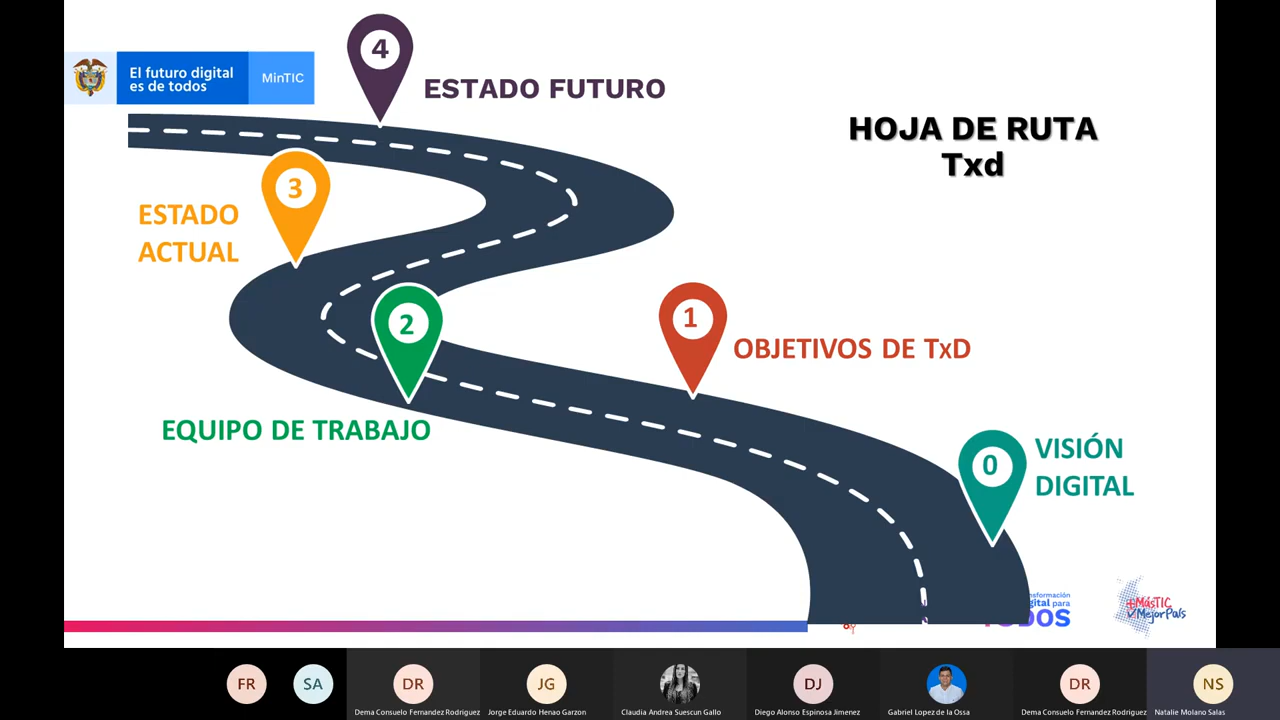 4
El futuro digital
es de todos
MinTIC
ESTADO FUTURO
HOJA DE RUTA
Txd
3
ESTADO
ACTUAL
2
1
OBJETIVOS DE TxD
EQUIPO DE TRABAJO
0
VISIÓN
DIGITAL
para
+MásTIC
MejorPaís
FR
SA
DR
JG
DJ
DR
NS
Dema Consuelo Fernandez Rodriguez
Jorge Eduardo Henao Garzon
Claudia Andrea Suescun Gallo
Diego Alonso Espinosa Jimenez
Gabriel Lopez de la Ossa
Dema Consuelo Fernandez Rodriguez
Natalie Molano Salas